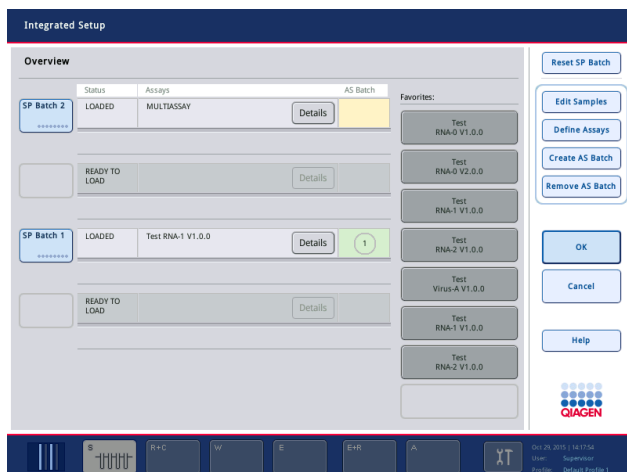 Integrated Setup
Overview
Status Assays AS Batch
SP Batch 2
LOADED MULTIASSAY Details
READY TO
LOAD
Details
SP Batch 1
LOADED Test RNA-1 V1.0.0 Details 1
READY TO
LOAD
Details
Favorites:
Test
RNA-0 V1.0.0
Test
RNA-0 V2.0.0
Test
RNA-1 V1.0.0
Test
RNA-2 V1.0.0
Test
Virus-A V1.0.0
Test
RNA-1 V1.0.0
Test
RNA-2 V1.0.0
Reset SP Batch
Edit Samples
Define Assays
Create AS Batch
Remove AS Batch
OK
Cancel
Help
QIAGEN
S R+C W E E+R A
Oct 29, 2015 | 14:17:54
User: Supervisor
Profile: Default Profile 1